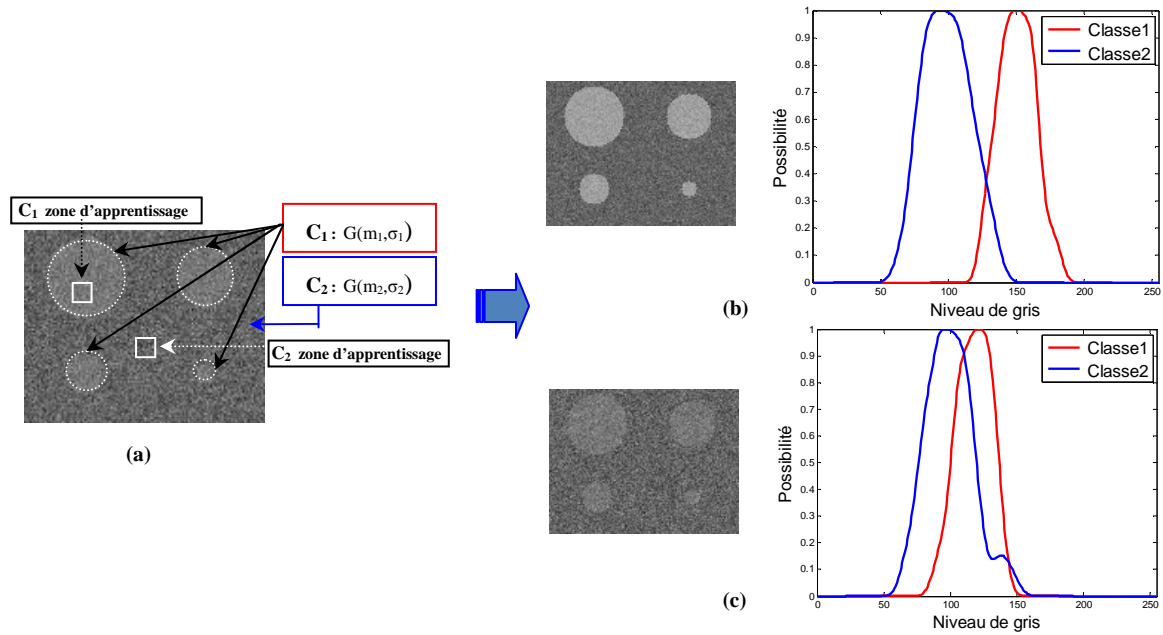 C₁ zone d'apprentissage
C₁ : G(m₁,σ₁)
C₂ : G(m₂,σ₂)
C₂ zone d'apprentissage
(a)
1
0.9
0.8
0.7
0.6
0.5
0.4
0.3
0.2
0.1
0
Possibilité
Classe1
Classe2
0 50 100 150 200 250
Niveau de gris
(b)
1
0.9
0.8
0.7
0.6
0.5
0.4
0.3
0.2
0.1
0
Possibilité
Classe1
Classe2
0 50 100 150 200 250
Niveau de gris
(c)